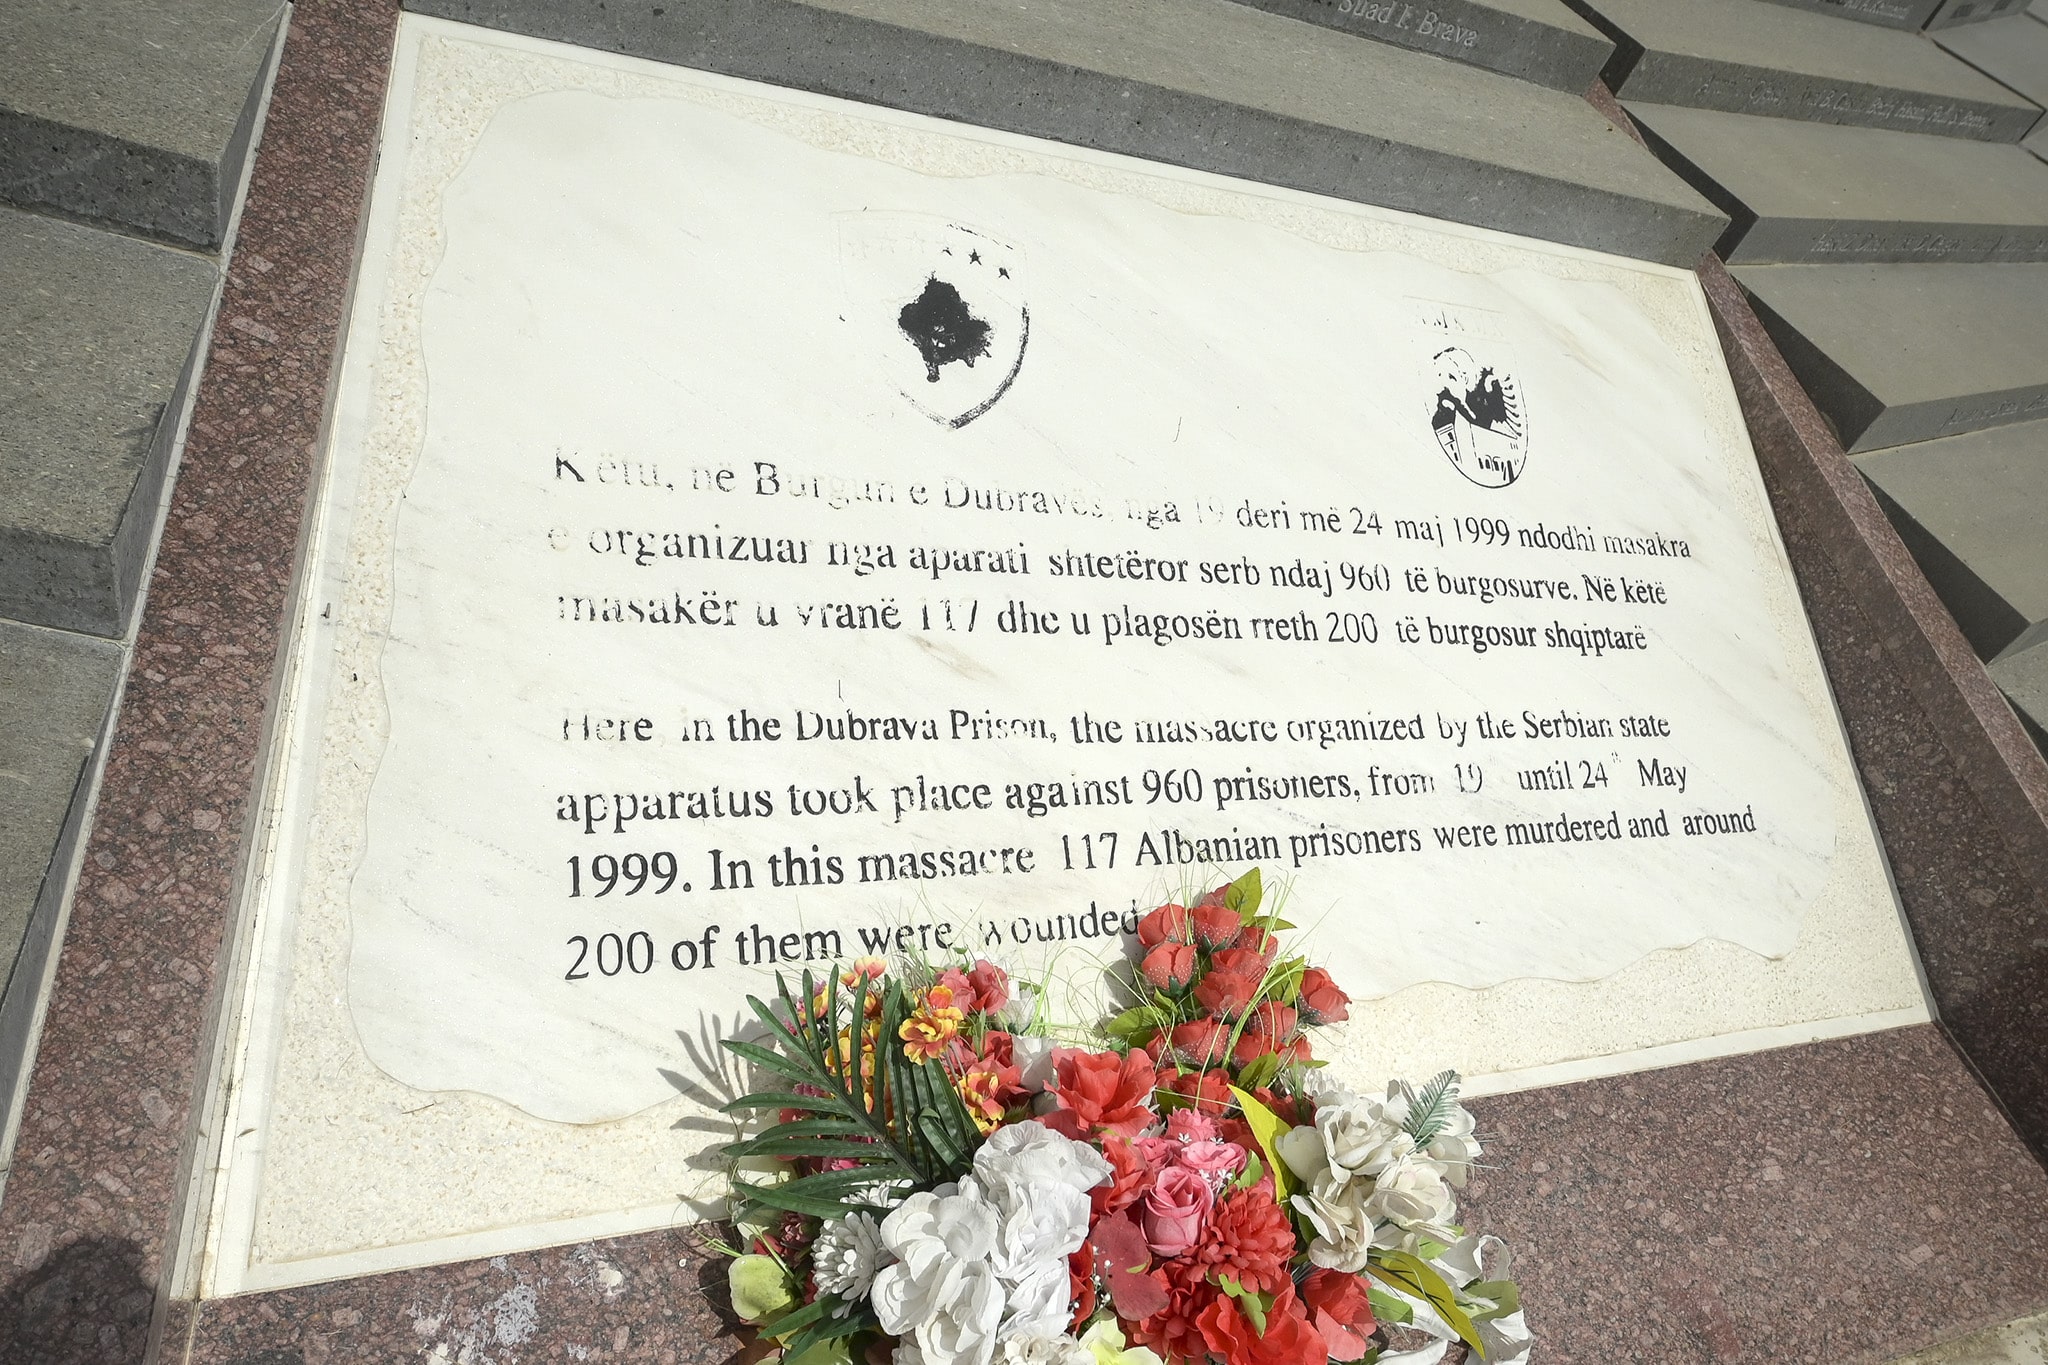 Suad F. Brava
Këtu, në Burgun e Dubravës, nga 19 deri më 24 maj 1999 ndodhi masakra
e organizuar nga aparati shtetëror serb ndaj 960 të burgosurve. Në këtë
masakër u vranë 117 dhe u plagosën rreth 200 të burgosur shqiptarë
Here, in the Dubrava Prison, the massacre organized by the Serbian state
apparatus took place against 960 prisoners, from 19th until 24th May
1999. In this massacre 117 Albanian prisoners were murdered and around
200 of them were wounded